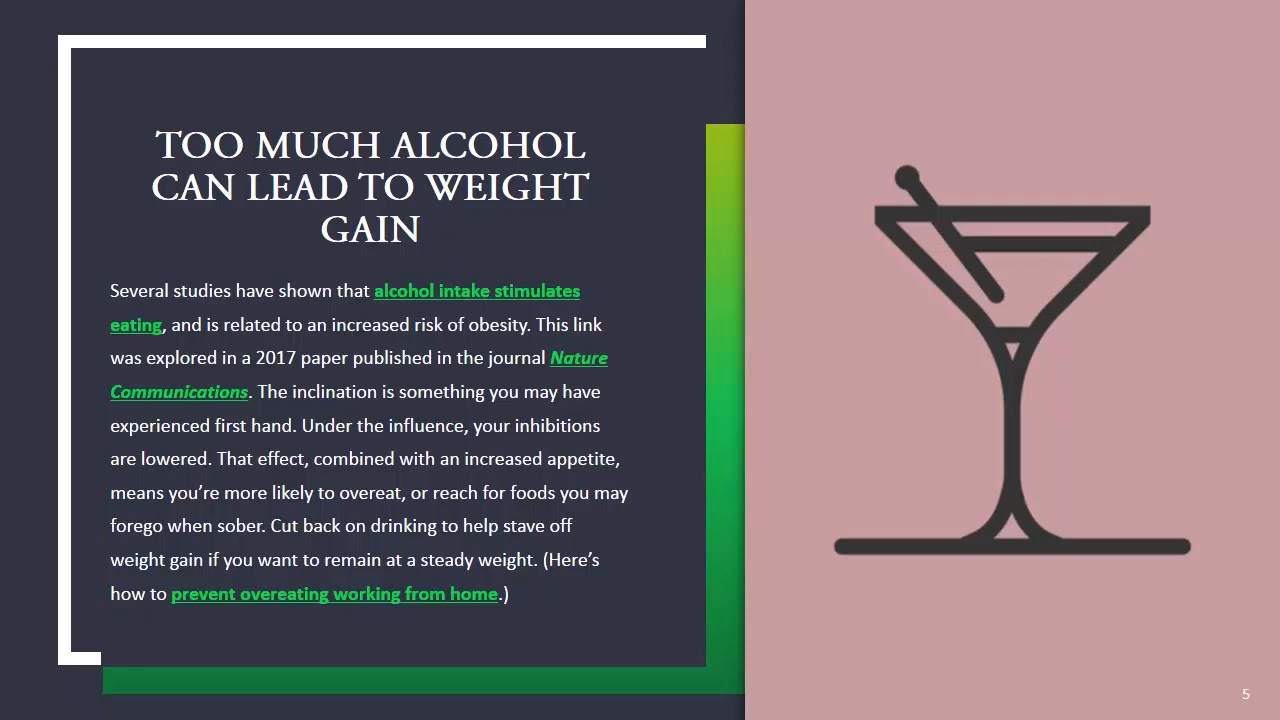 TOO MUCH ALCOHOL
CAN LEAD TO WEIGHT
GAIN
Several studies have shown that alcohol intake stimulates
eating, and is related to an increased risk of obesity. This link
was explored in a 2017 paper published in the journal Nature
Communications. The inclination is something you may have
experienced first hand. Under the influence, your inhibitions
are lowered. That effect, combined with an increased appetite,
means you’re more likely to overeat, or reach for foods you may
forego when sober. Cut back on drinking to help stave off
weight gain if you want to remain at a steady weight. (Here’s
how to prevent overeating working from home.)
5